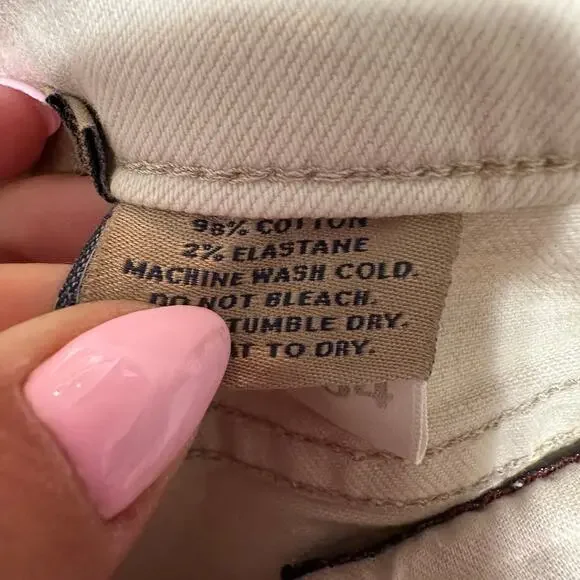 98% COTTON
2% ELASTANE
MACHINE WASH COLD.
DO NOT BLEACH.
TUMBLE DRY.
TO DRY.